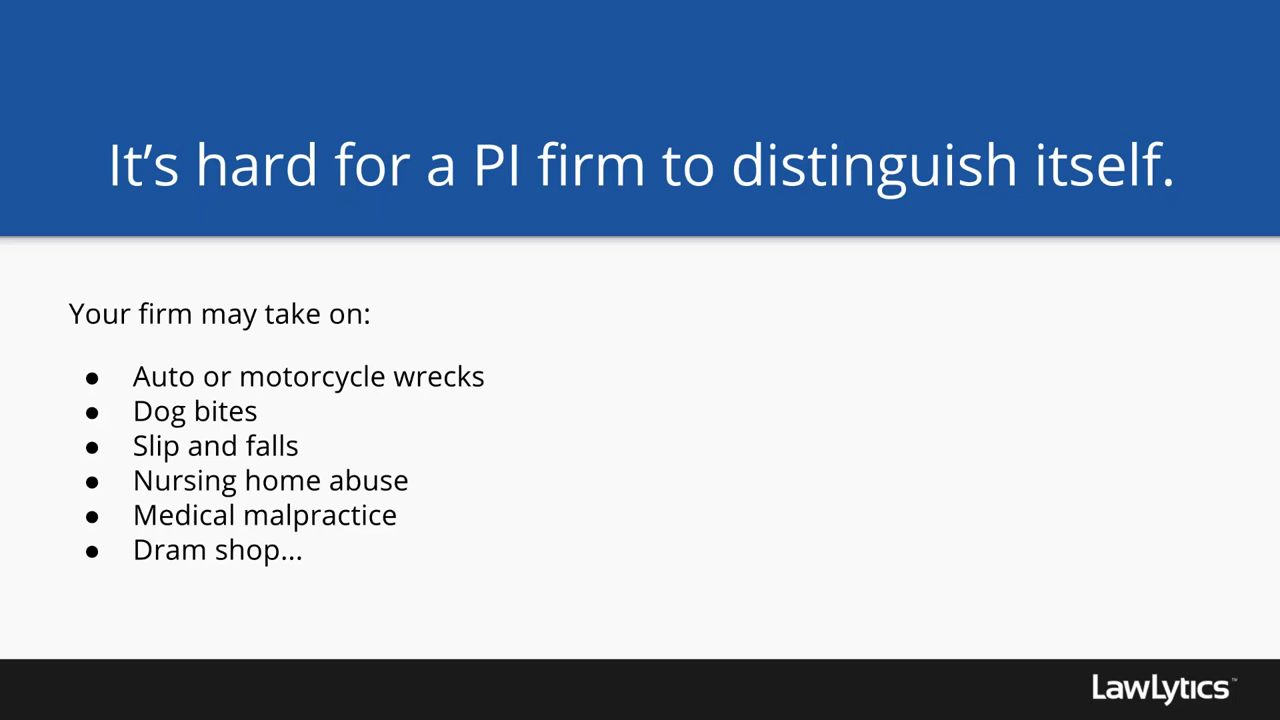 It’s hard for a PI firm to distinguish itself.
Your firm may take on:
● Auto or motorcycle wrecks
● Dog bites
● Slip and falls
● Nursing home abuse
● Medical malpractice
● Dram shop...
LawLytics™